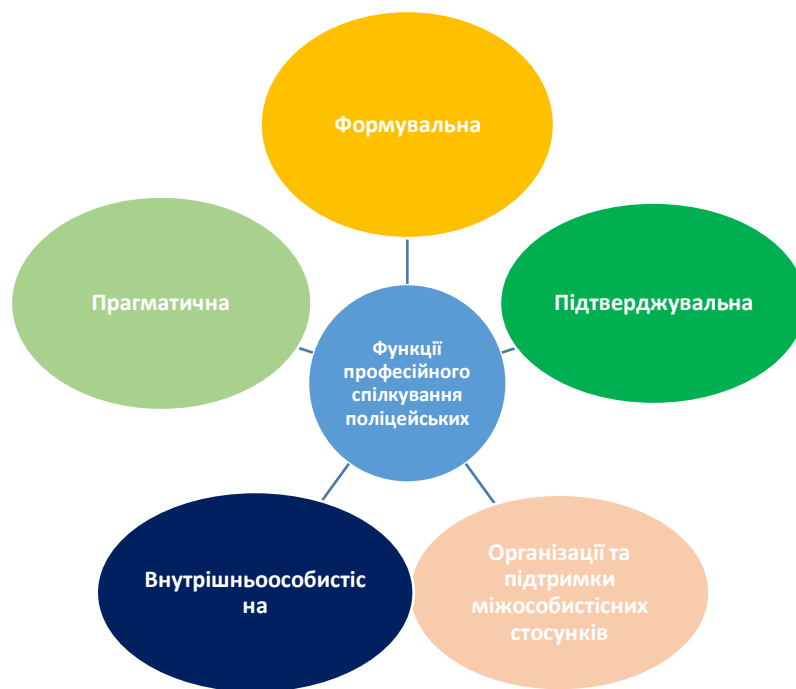 Формувальна
Прагматична
Підтверджувальна
Функції
професійного
спілкування
поліцейських
Внутрішньоособистіс
на
Організації та
підтримки
міжособистісних
стосунків